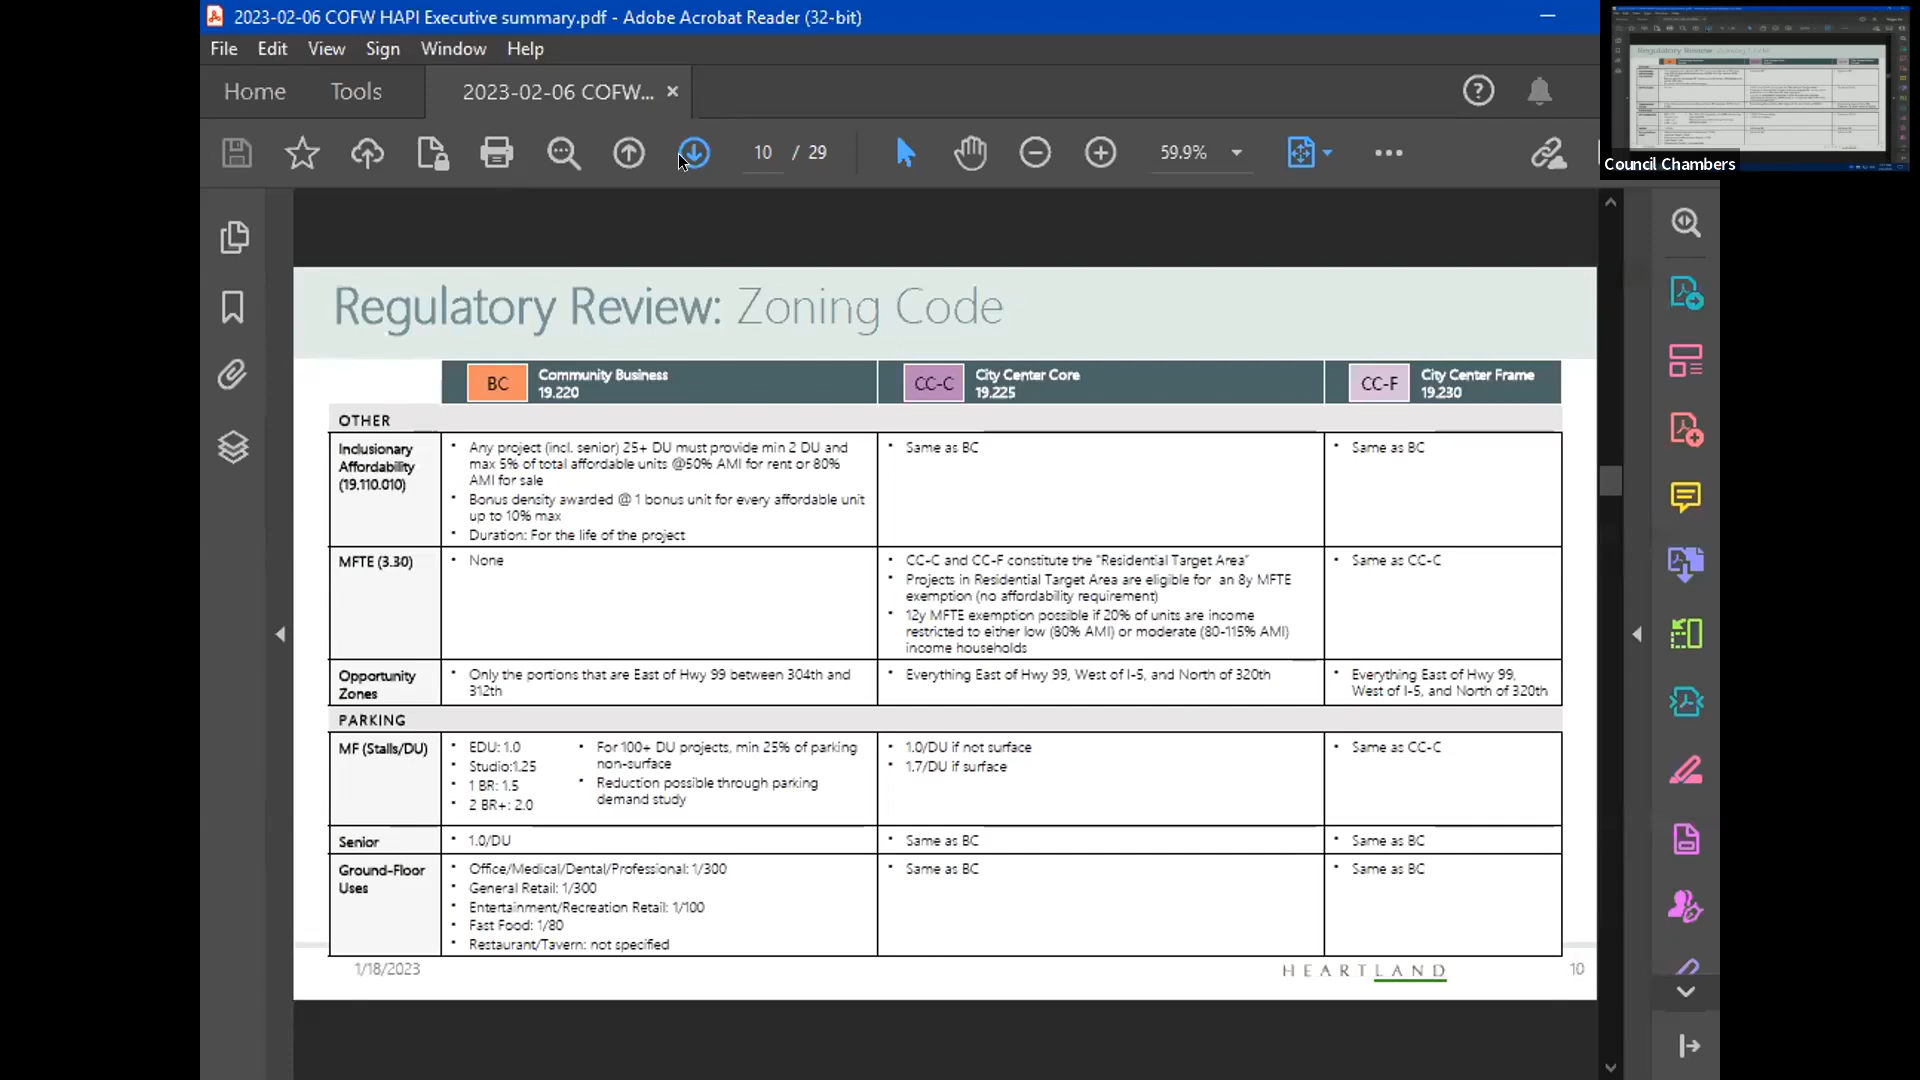 2023-02-06 COFW HAPI Executive summary.pdf - Adobe Acrobat Reader (32-bit)
File Edit View Sign Window Help
Home Tools 2023-02-06 COFW... ×
10 / 29 59.9%
Council Chambers
Regulatory Review: Zoning Code
BC Community Business 19.220
CC-C City Center Core 19.225
CC-F City Center Frame 19.230
OTHER
Inclusionary
Affordability
(19.110.010)
• Any project (incl. senior) 25+ DU must provide min 2 DU and
max 5% of total affordable units @50% AMI for rent or 80%
AMI for sale
• Bonus density awarded @ 1 bonus unit for every affordable unit
up to 10% max
• Duration: For the life of the project
• Same as BC
• Same as BC
MFTE (3.30)
• None
• CC-C and CC-F constitute the "Residential Target Area"
• Projects in Residential Target Area are eligible for an 8y MFTE
exemption (no affordability requirement)
• 12y MFTE exemption possible if 20% of units are income
restricted to either low (80% AMI) or moderate (80-115% AMI)
income households
• Same as CC-C
Opportunity
Zones
• Only the portions that are East of Hwy 99 between 304th and
312th
• Everything East of Hwy 99, West of I-5, and North of 320th
• Everything East of Hwy 99,
West of I-5, and North of 320th
PARKING
MF (Stalls/DU)
• EDU: 1.0
• Studio:1.25
• 1 BR: 1.5
• 2 BR+: 2.0
• For 100+ DU projects, min 25% of parking
non-surface
• Reduction possible through parking
demand study
• 1.0/DU if not surface
• 1.7/DU if surface
• Same as CC-C
Senior
• 1.0/DU
• Same as BC
• Same as BC
Ground-Floor
Uses
• Office/Medical/Dental/Professional: 1/300
• General Retail: 1/300
• Entertainment/Recreation Retail: 1/100
• Fast Food: 1/80
• Restaurant/Tavern: not specified
• Same as BC
• Same as BC
1/18/2023
HEARTLAND
10